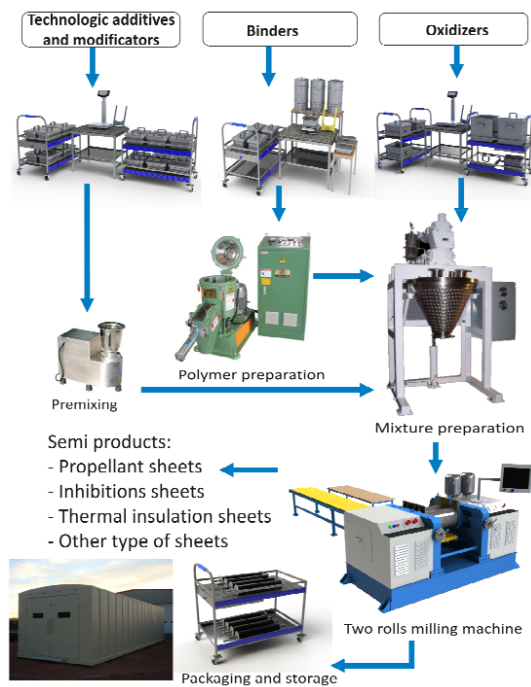 Technologic additives
and modificators
Binders
Oxidizers
Polymer preparation
Premixing
Mixture preparation
Semi products:
- Propellant sheets
- Inhibitions sheets
- Thermal insulation sheets
- Other type of sheets
Two rolls milling machine
Packaging and storage